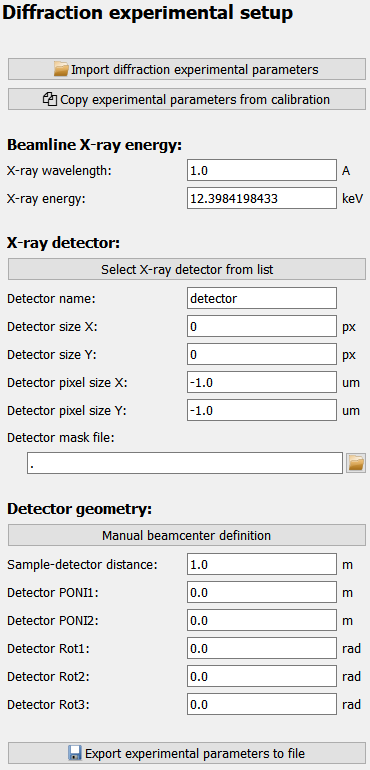 Diffraction experimental setup
Import diffraction experimental parameters
Copy experimental parameters from calibration
Beamline X-ray energy:
X-ray wavelength: 1.0 A
X-ray energy: 12.3984198433 keV
X-ray detector:
Select X-ray detector from list
Detector name: detector
Detector size X: 0 px
Detector size Y: 0 px
Detector pixel size X: -1.0 um
Detector pixel size Y: -1.0 um
Detector mask file:
.
Detector geometry:
Manual beamcenter definition
Sample-detector distance: 1.0 m
Detector PONI1: 0.0 m
Detector PONI2: 0.0 m
Detector Rot1: 0.0 rad
Detector Rot2: 0.0 rad
Detector Rot3: 0.0 rad
Export experimental parameters to file